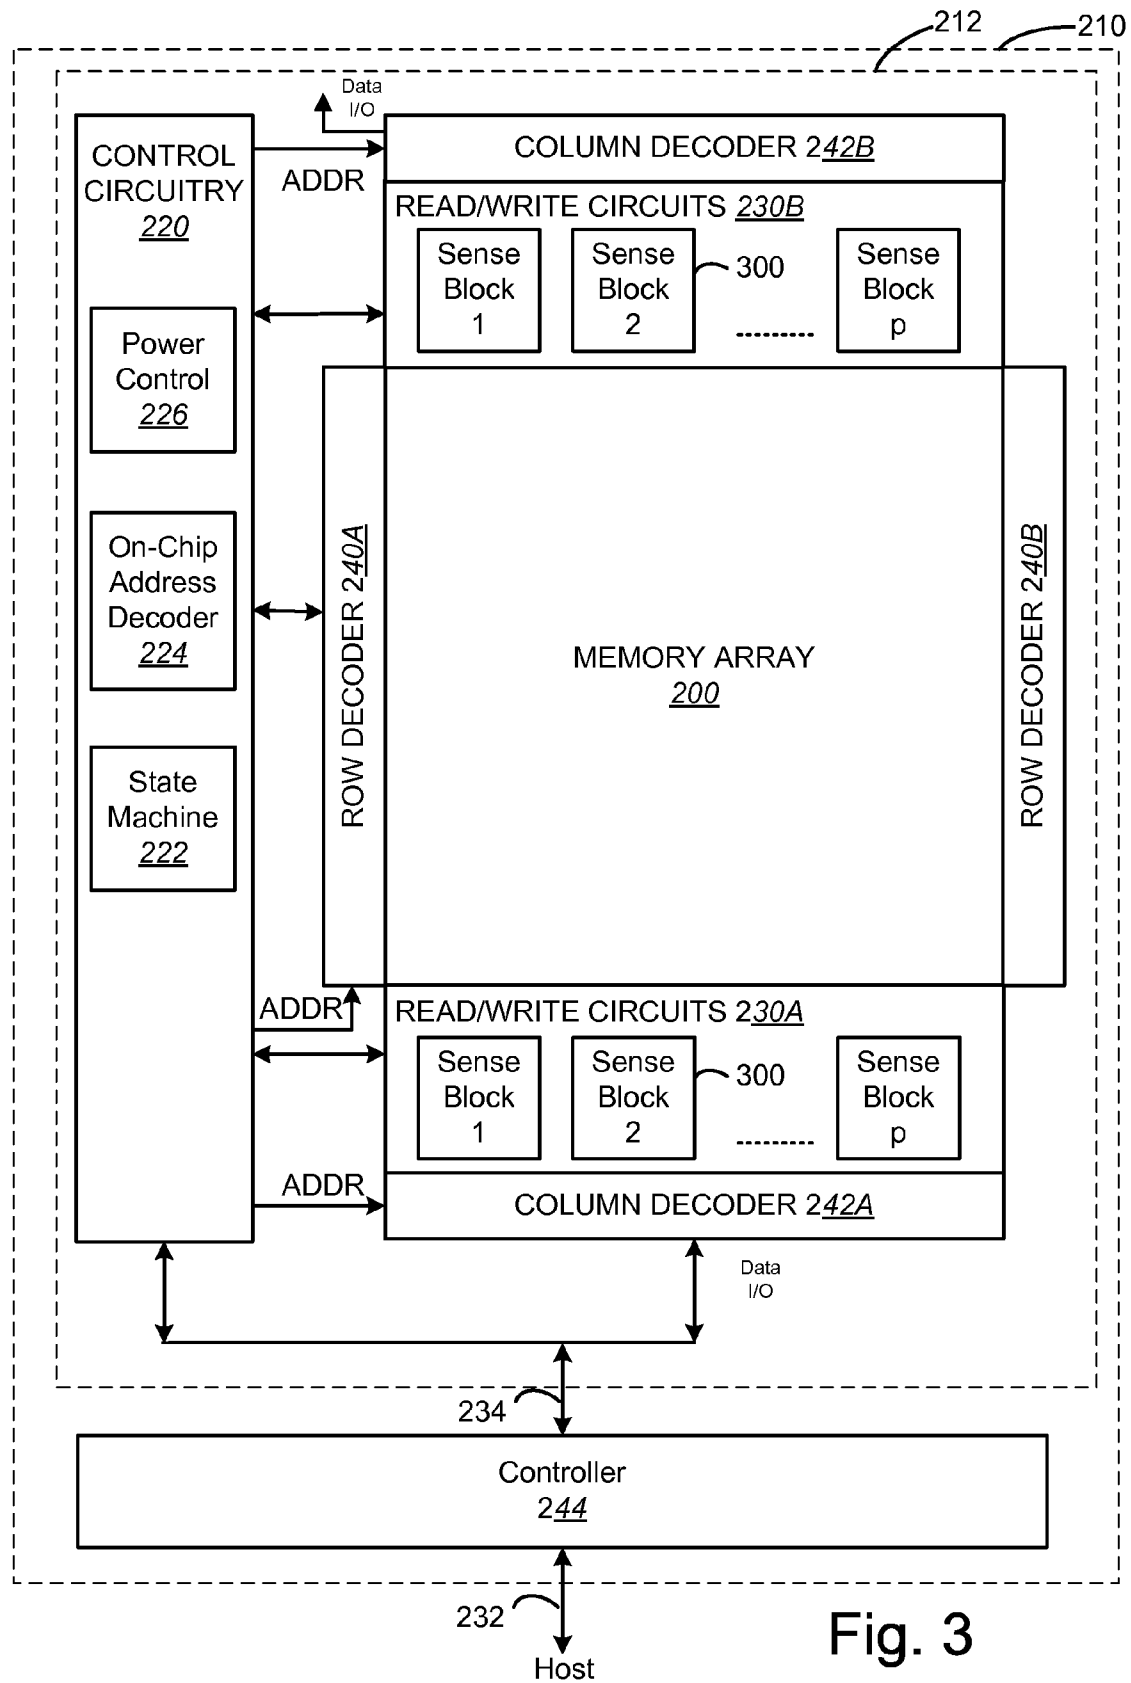 212
210
Data
I/O
CONTROL
CIRCUITRY
220
ADDR
COLUMN DECODER 242B
READ/WRITE CIRCUITS 230B
Sense
Block
1
Sense
Block
2
300
.........
Sense
Block
p
Power
Control
226
On-Chip
Address
Decoder
224
State
Machine
222
ROW DECODER 240A
MEMORY ARRAY
200
ROW DECODER 240B
ADDR
READ/WRITE CIRCUITS 230A
Sense
Block
1
Sense
Block
2
300
.........
Sense
Block
p
ADDR
COLUMN DECODER 242A
Data
I/O
234
Controller
244
232
Host
Fig. 3